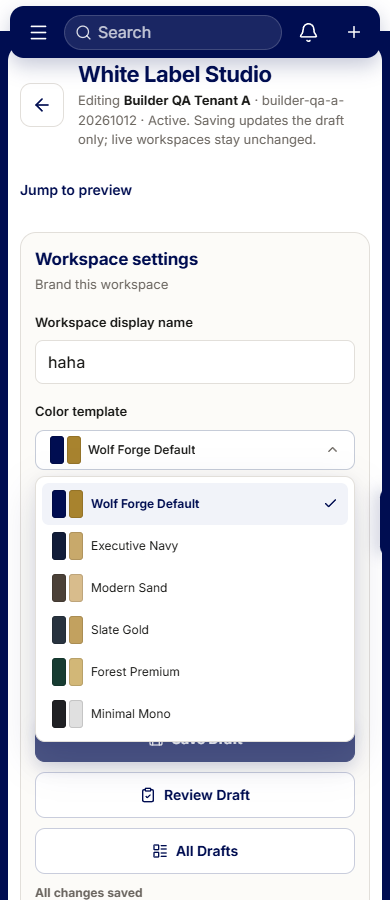 Search
White Label Studio
Editing Builder QA Tenant A · builder-qa-a-
20261012 · Active. Saving updates the draft
only; live workspaces stay unchanged.
Jump to preview
Workspace settings
Brand this workspace
Workspace display name
haha
Color template
Wolf Forge Default
Wolf Forge Default
Executive Navy
Modern Sand
Slate Gold
Forest Premium
Minimal Mono
Save Draft
Review Draft
All Drafts
All changes saved